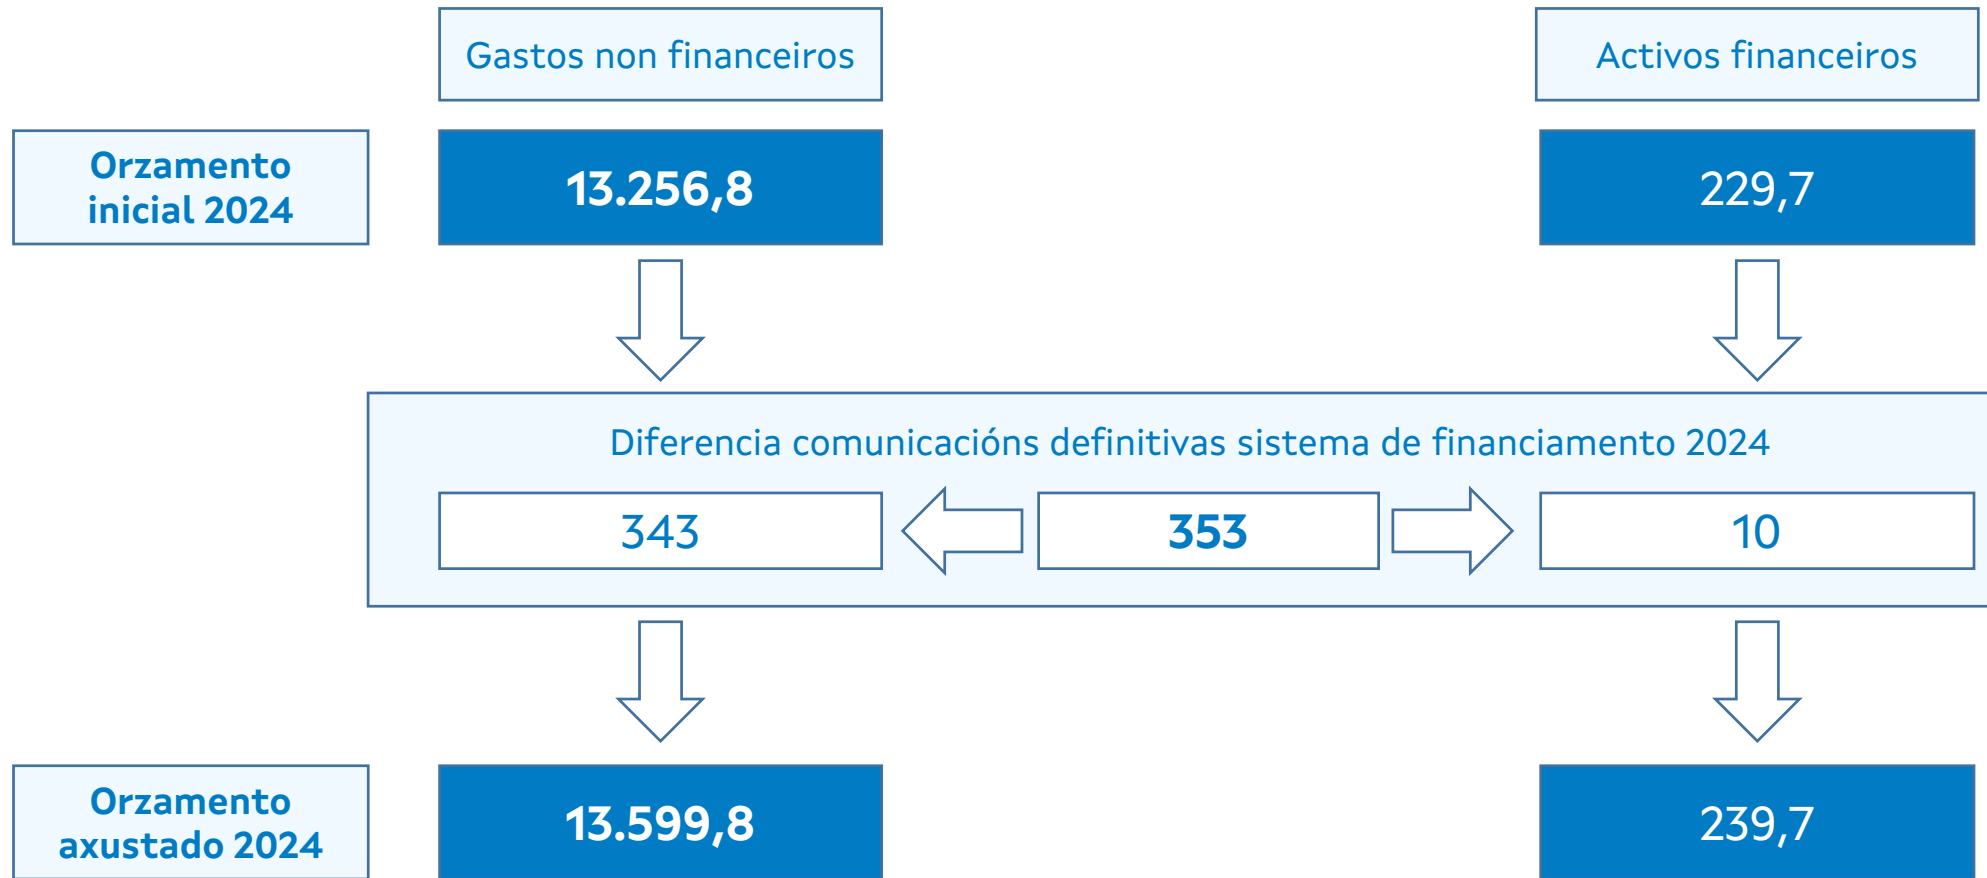 Gastos non financeiros
Activos financeiros
Orzamento
inicial 2024
13.256,8
229,7
Diferencia comunicacións definitivas sistema de financiamento 2024
343
353
10
Orzamento
axustado 2024
13.599,8
239,7